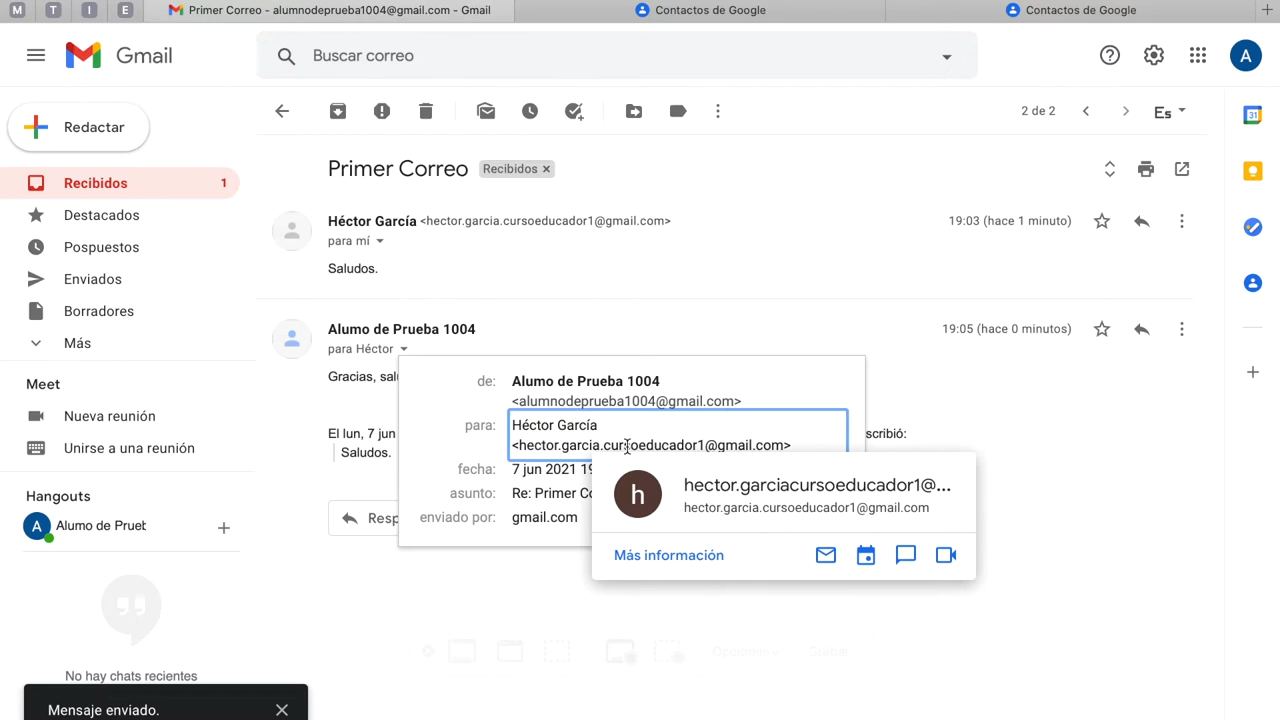 M T I E Primer Correo - alumnodeprueba1004@gmail.com - Gmail Contactos de Google Contactos de Google
Gmail Buscar correo A
Redactar 2 de 2 Es
Recibidos 1
Destacados
Pospuestos
Enviados
Borradores
Más
Meet
Nueva reunión
Unirse a una reunión
Hangouts
A Alumo de Prueb
No hay chats recientes
Mensaje enviado.
Primer Correo Recibidos ×
Héctor García <hector.garcia.cursoeducador1@gmail.com> 19:03 (hace 1 minuto)
para mí
Saludos.
Alumo de Prueba 1004 19:05 (hace 0 minutos)
para Héctor
Gracias, sal
El lun, 7 jun scribió:
Saludos.
Resp
de: Alumo de Prueba 1004
<alumnodeprueba1004@gmail.com>
para: Héctor García
<hector.garcia.cursoeducador1@gmail.com>
fecha: 7 jun 2021 19
asunto: Re: Primer Co
enviado por: gmail.com
h hector.garciacursoeducador1@...
hector.garcia.cursoeducador1@gmail.com
Más información
31